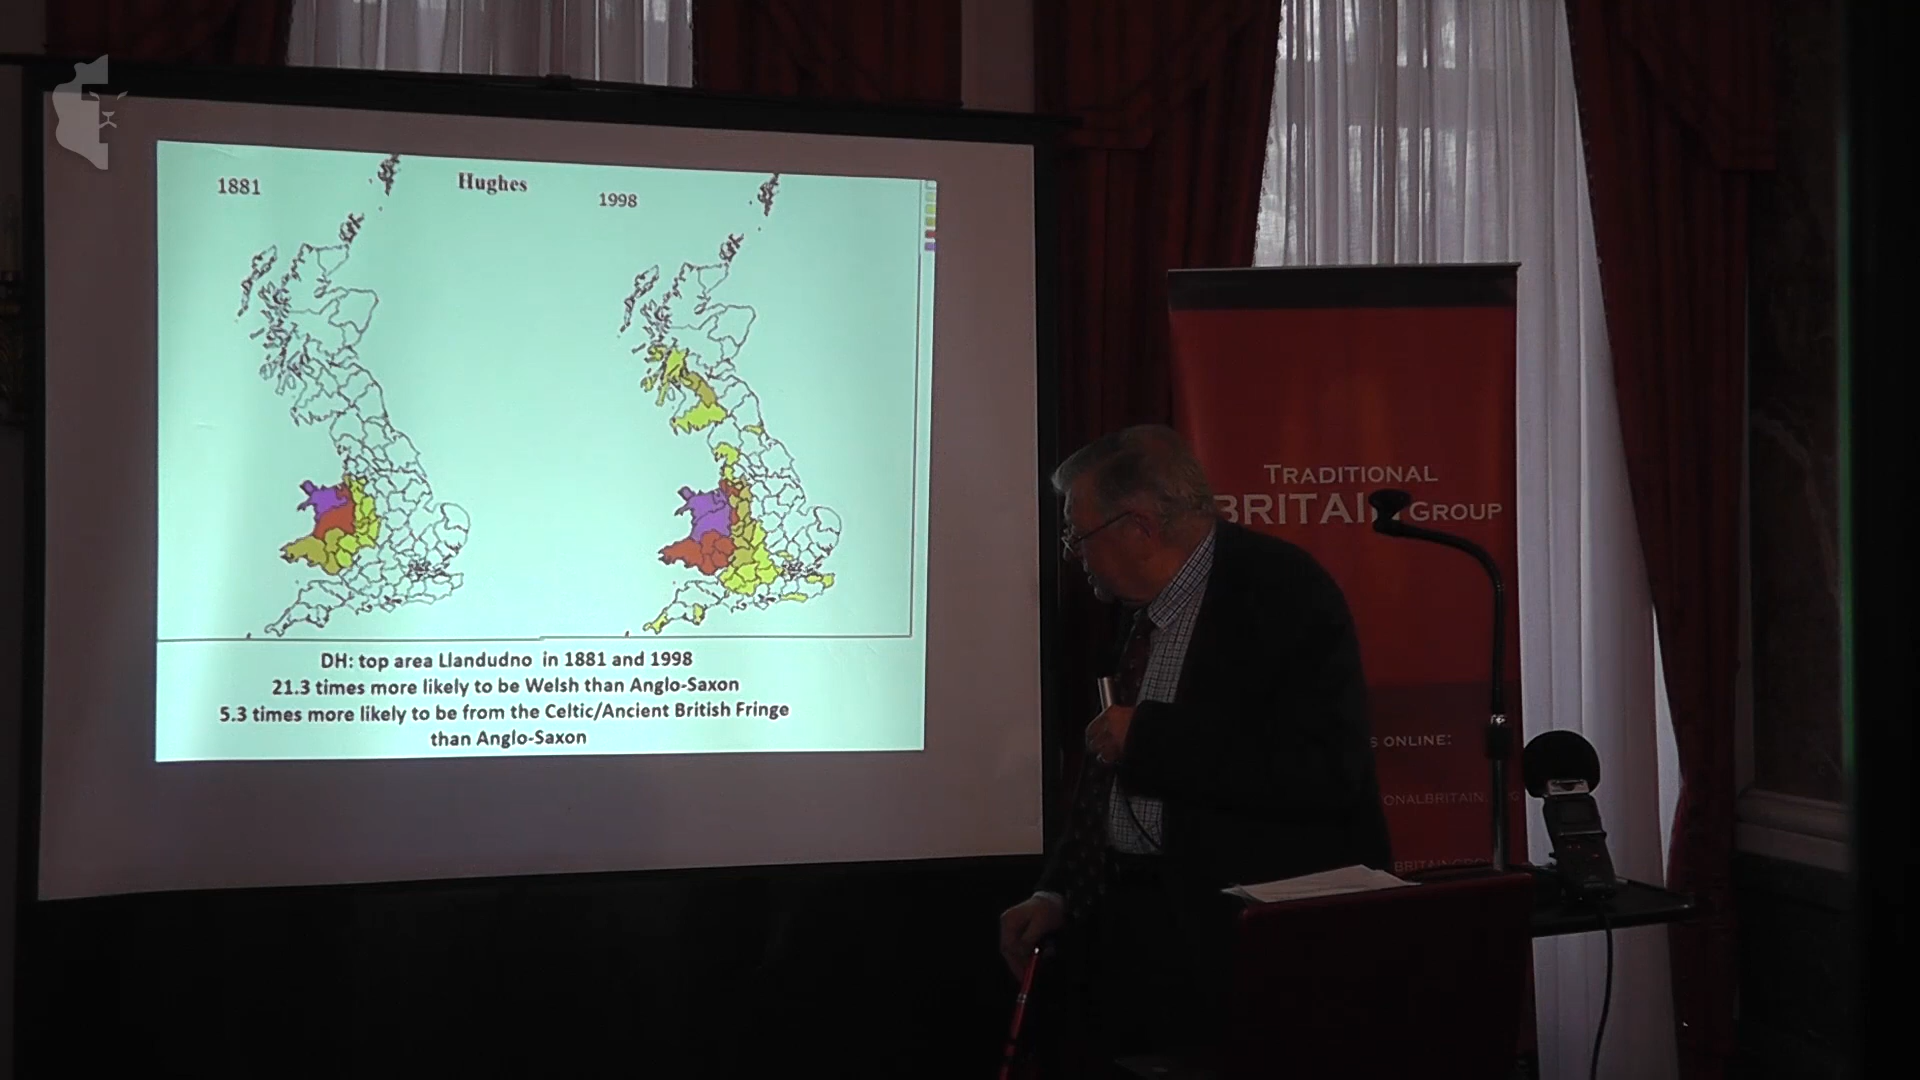 1881
Hughes
1998
DH: top area Llandudno in 1881 and 1998
21.3 times more likely to be Welsh than Anglo-Saxon
5.3 times more likely to be from the Celtic/Ancient British Fringe
than Anglo-Saxon
TRADITIONAL
GROUP
ONLINE: